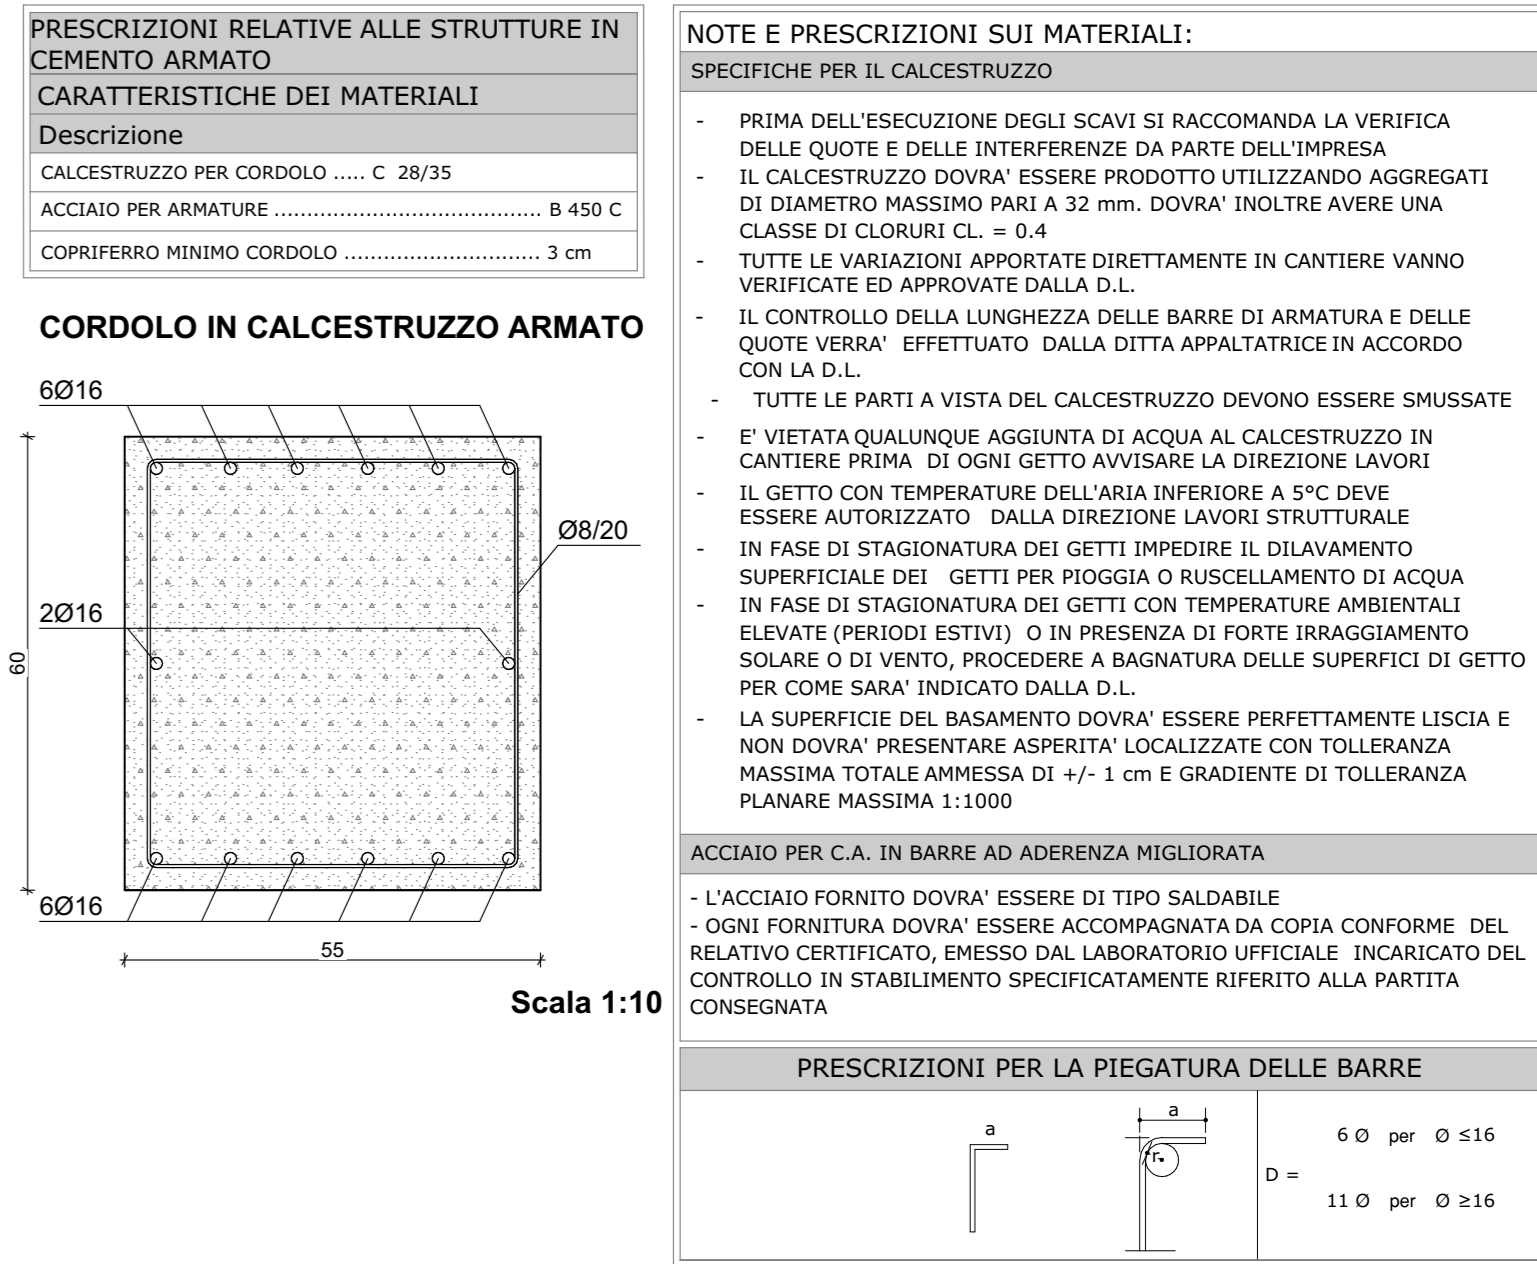 PRESCRIZIONI RELATIVE ALLE STRUTTURE IN
CEMENTO ARMATO
CARATTERISTICHE DEI MATERIALI
Descrizione
CALCESTRUZZO PER CORDOLO ..... C 28/35
ACCIAIO PER ARMATURE ......................................... B 450 C
COPRIFERRO MINIMO CORDOLO .............................. 3 cm
CORDOLO IN CALCESTRUZZO ARMATO
6Ø16
Ø8/20
2Ø16
60
6Ø16
55
Scala 1:10
NOTE E PRESCRIZIONI SUI MATERIALI:
SPECIFICHE PER IL CALCESTRUZZO
- PRIMA DELL'ESECUZIONE DEGLI SCAVI SI RACCOMANDA LA VERIFICA
DELLE QUOTE E DELLE INTERFERENZE DA PARTE DELL'IMPRESA
- IL CALCESTRUZZO DOVRA' ESSERE PRODOTTO UTILIZZANDO AGGREGATI
DI DIAMETRO MASSIMO PARI A 32 mm. DOVRA' INOLTRE AVERE UNA
CLASSE DI CLORURI CL. = 0.4
- TUTTE LE VARIAZIONI APPORTATE DIRETTAMENTE IN CANTIERE VANNO
VERIFICATE ED APPROVATE DALLA D.L.
- IL CONTROLLO DELLA LUNGHEZZA DELLE BARRE DI ARMATURA E DELLE
QUOTE VERRA' EFFETTUATO DALLA DITTA APPALTATRICE IN ACCORDO
CON LA D.L.
- TUTTE LE PARTI A VISTA DEL CALCESTRUZZO DEVONO ESSERE SMUSSATE
- E' VIETATA QUALUNQUE AGGIUNTA DI ACQUA AL CALCESTRUZZO IN
CANTIERE PRIMA DI OGNI GETTO AVVISARE LA DIREZIONE LAVORI
- IL GETTO CON TEMPERATURE DELL'ARIA INFERIORE A 5°C DEVE
ESSERE AUTORIZZATO DALLA DIREZIONE LAVORI STRUTTURALE
- IN FASE DI STAGIONATURA DEI GETTI IMPEDIRE IL DILAVAMENTO
SUPERFICIALE DEI GETTI PER PIOGGIA O RUSCELLAMENTO DI ACQUA
- IN FASE DI STAGIONATURA DEI GETTI CON TEMPERATURE AMBIENTALI
ELEVATE (PERIODI ESTIVI) O IN PRESENZA DI FORTE IRRAGGIAMENTO
SOLARE O DI VENTO, PROCEDERE A BAGNATURA DELLE SUPERFICI DI GETTO
PER COME SARA' INDICATO DALLA D.L.
- LA SUPERFICIE DEL BASAMENTO DOVRA' ESSERE PERFETTAMENTE LISCIA E
NON DOVRA' PRESENTARE ASPERITA' LOCALIZZATE CON TOLLERANZA
MASSIMA TOTALE AMMESSA DI +/- 1 cm E GRADIENTE DI TOLLERANZA
PLANARE MASSIMA 1:1000
ACCIAIO PER C.A. IN BARRE AD ADERENZA MIGLIORATA
- L'ACCIAIO FORNITO DOVRA' ESSERE DI TIPO SALDABILE
- OGNI FORNITURA DOVRA' ESSERE ACCOMPAGNATA DA COPIA CONFORME DEL
RELATIVO CERTIFICATO, EMESSO DAL LABORATORIO UFFICIALE INCARICATO DEL
CONTROLLO IN STABILIMENTO SPECIFICATAMENTE RIFERITO ALLA PARTITA
CONSEGNATA
PRESCRIZIONI PER LA PIEGATURA DELLE BARRE
a
a
r
D =
6 Ø per Ø ≤16
11 Ø per Ø ≥16